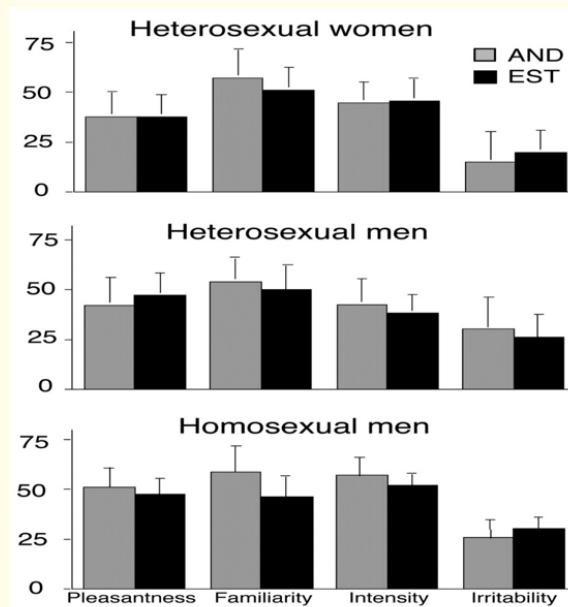 Heterosexual women
75
50
25
0
AND
EST
Heterosexual men
75
50
25
0
Homosexual men
75
50
25
0
Pleasantness Familiarity Intensity Irritability